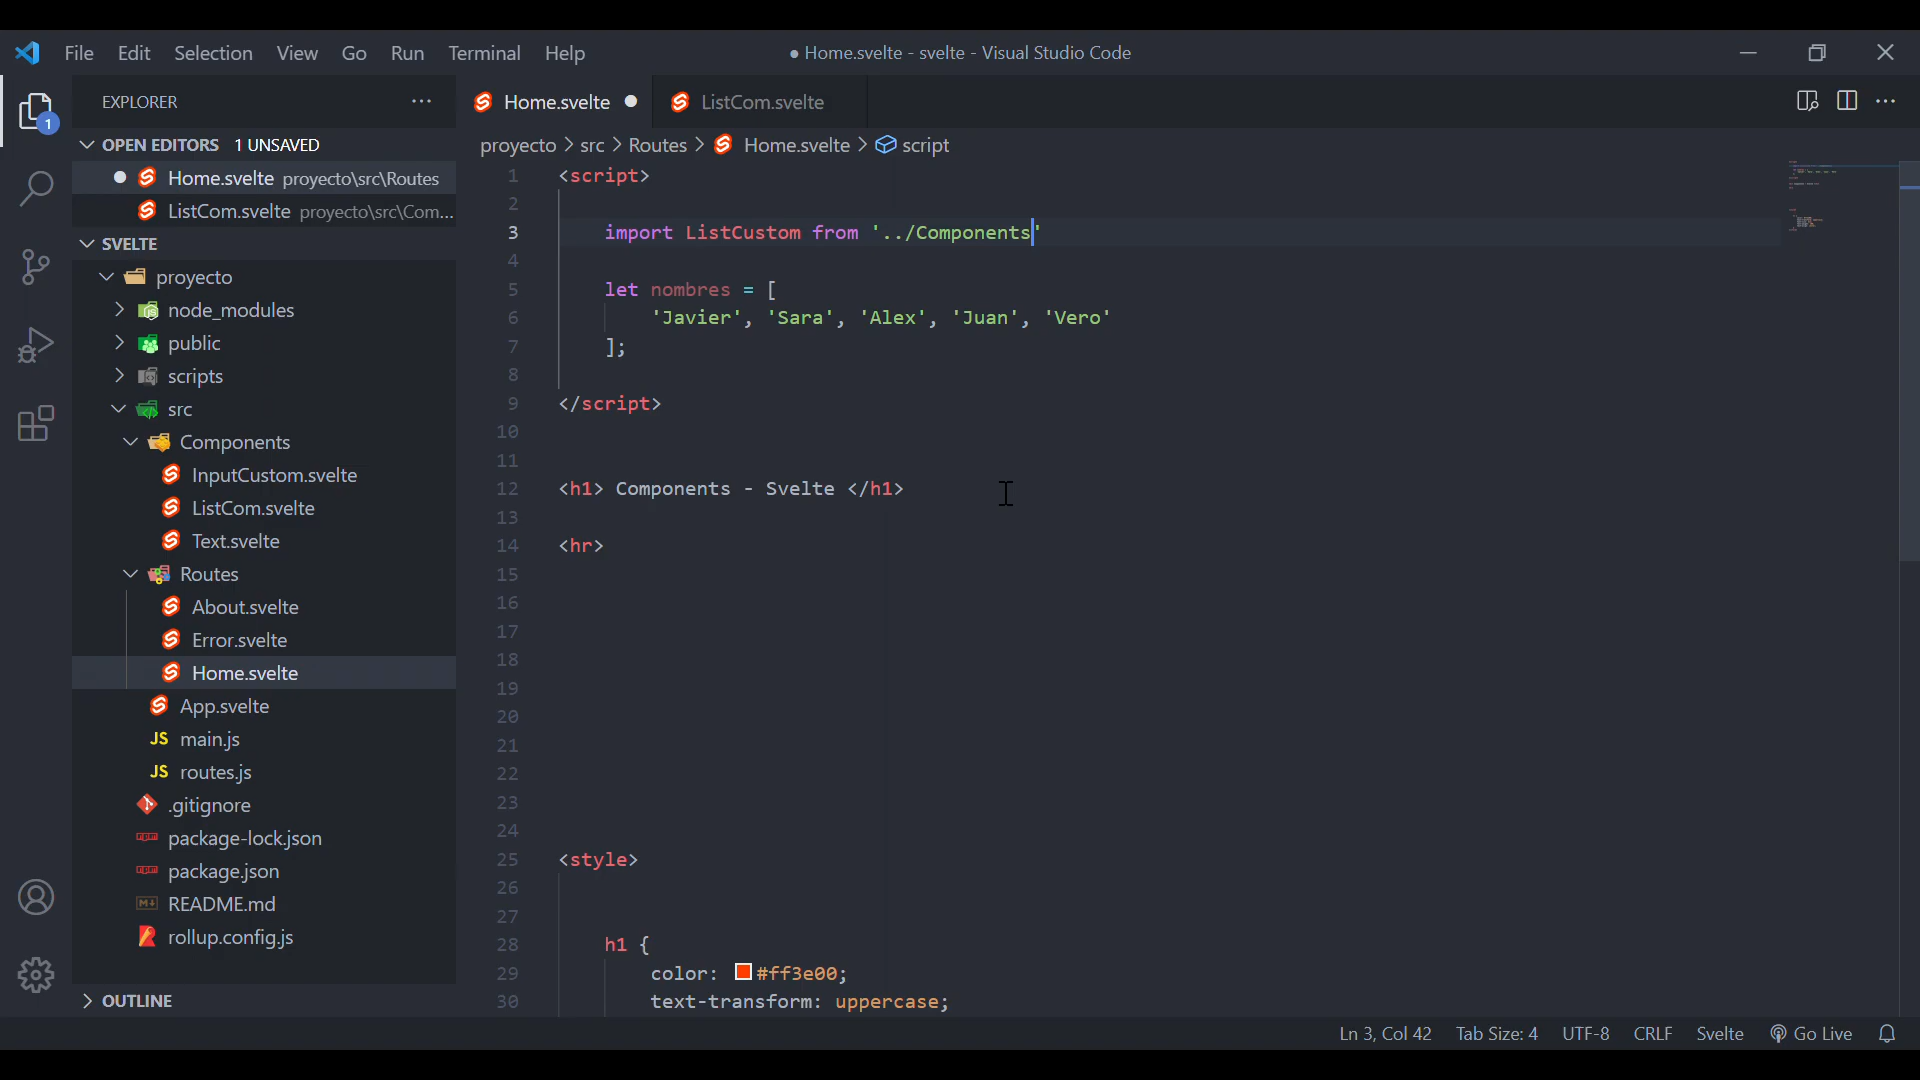 File Edit Selection View Go Run Terminal Help
● Home.svelte - svelte - Visual Studio Code
EXPLORER
OPEN EDITORS 1 UNSAVED
Home.svelte proyecto\src\Routes
ListCom.svelte proyecto\src\Com...
SVELTE
proyecto
node_modules
public
scripts
src
Components
InputCustom.svelte
ListCom.svelte
Text.svelte
Routes
About.svelte
Error.svelte
Home.svelte
App.svelte
JS main.js
JS routes.js
.gitignore
package-lock.json
package.json
README.md
rollup.config.js
OUTLINE
1
Home.svelte ListCom.svelte
proyecto > src > Routes > Home.svelte > script
1 <script>
2
3 import ListCustom from '../Components'
4
5 let nombres = [
6 'Javier', 'Sara', 'Alex', 'Juan', 'Vero'
7 ];
8
9 </script>
10
11
12 <h1> Components - Svelte </h1>
13
14 <hr>
15
16
17
18
19
20
21
22
23
24
25 <style>
26
27
28 h1 {
29 color: #ff3e00;
30 text-transform: uppercase;
Ln 3, Col 42 Tab Size: 4 UTF-8 CRLF Svelte Go Live